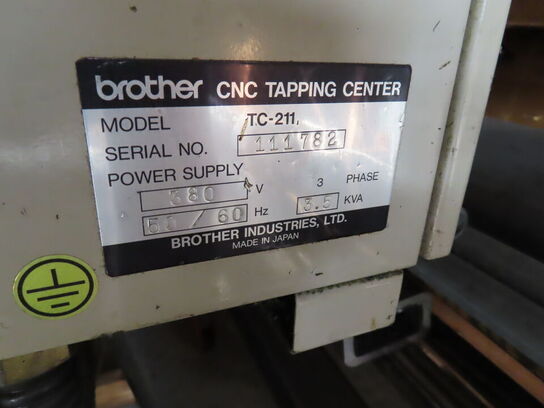 brother CNC TAPPING CENTER
MODEL TC-211,
SERIAL NO. 111782
POWER SUPPLY
380 V 3 PHASE
50/60 Hz 3.5 KVA
BROTHER INDUSTRIES, LTD.
MADE IN JAPAN